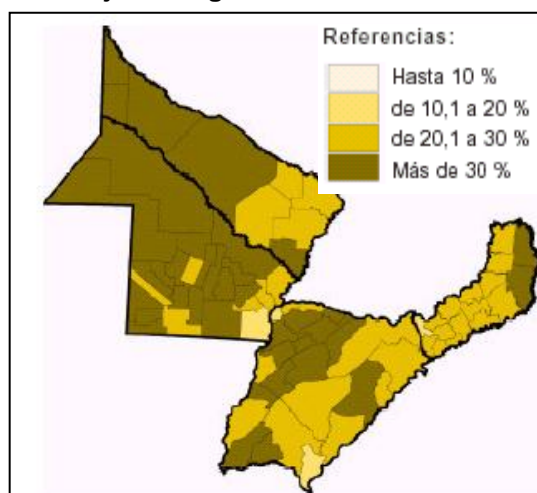 Referencias:
Hasta 10 %
de 10,1 a 20 %
de 20,1 a 30 %
Más de 30 %